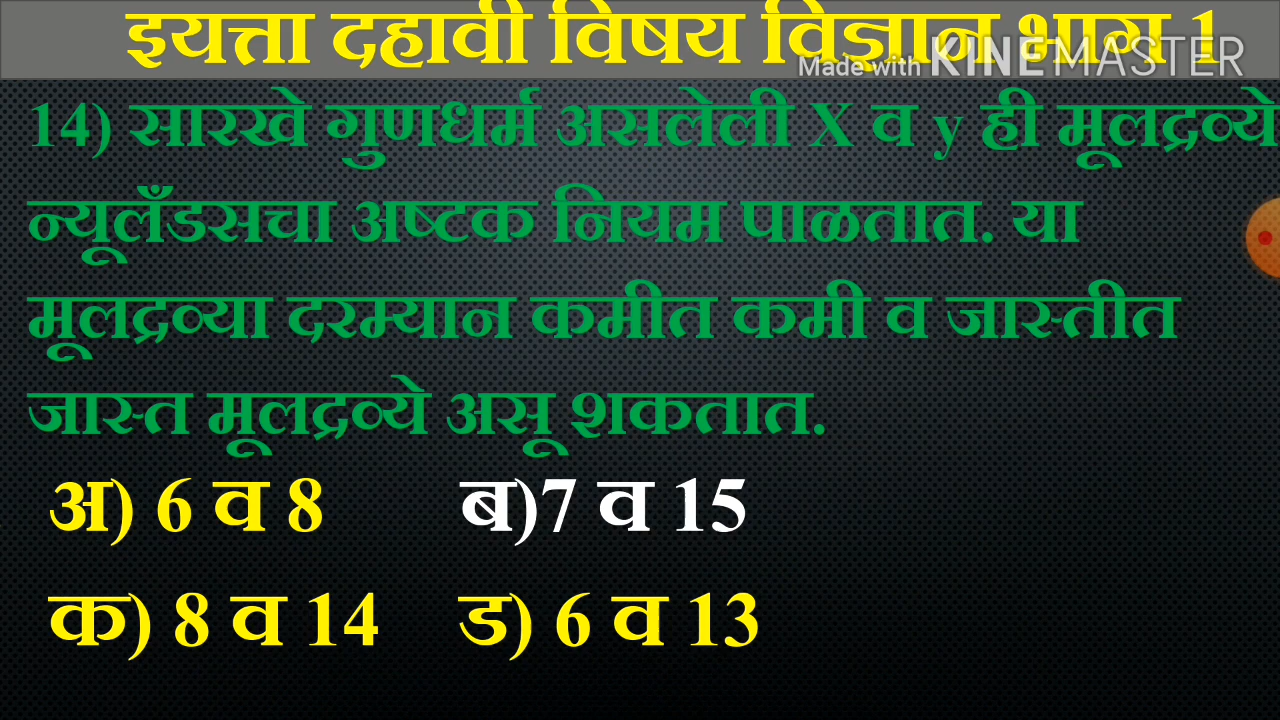 इयत्ता दहावी विषय विज्ञान भाग 1
Made with KINEMASTER
14) सारखे गुणधर्म असलेली X व y ही मूलद्रव्ये
न्यूलँडसचा अष्टक नियम पाळतात. या
मूलद्रव्या दरम्यान कमीत कमी व जास्तीत
जास्त मूलद्रव्ये असू शकतात.
अ) 6 व 8 ब)7 व 15
क) 8 व 14 ड) 6 व 13